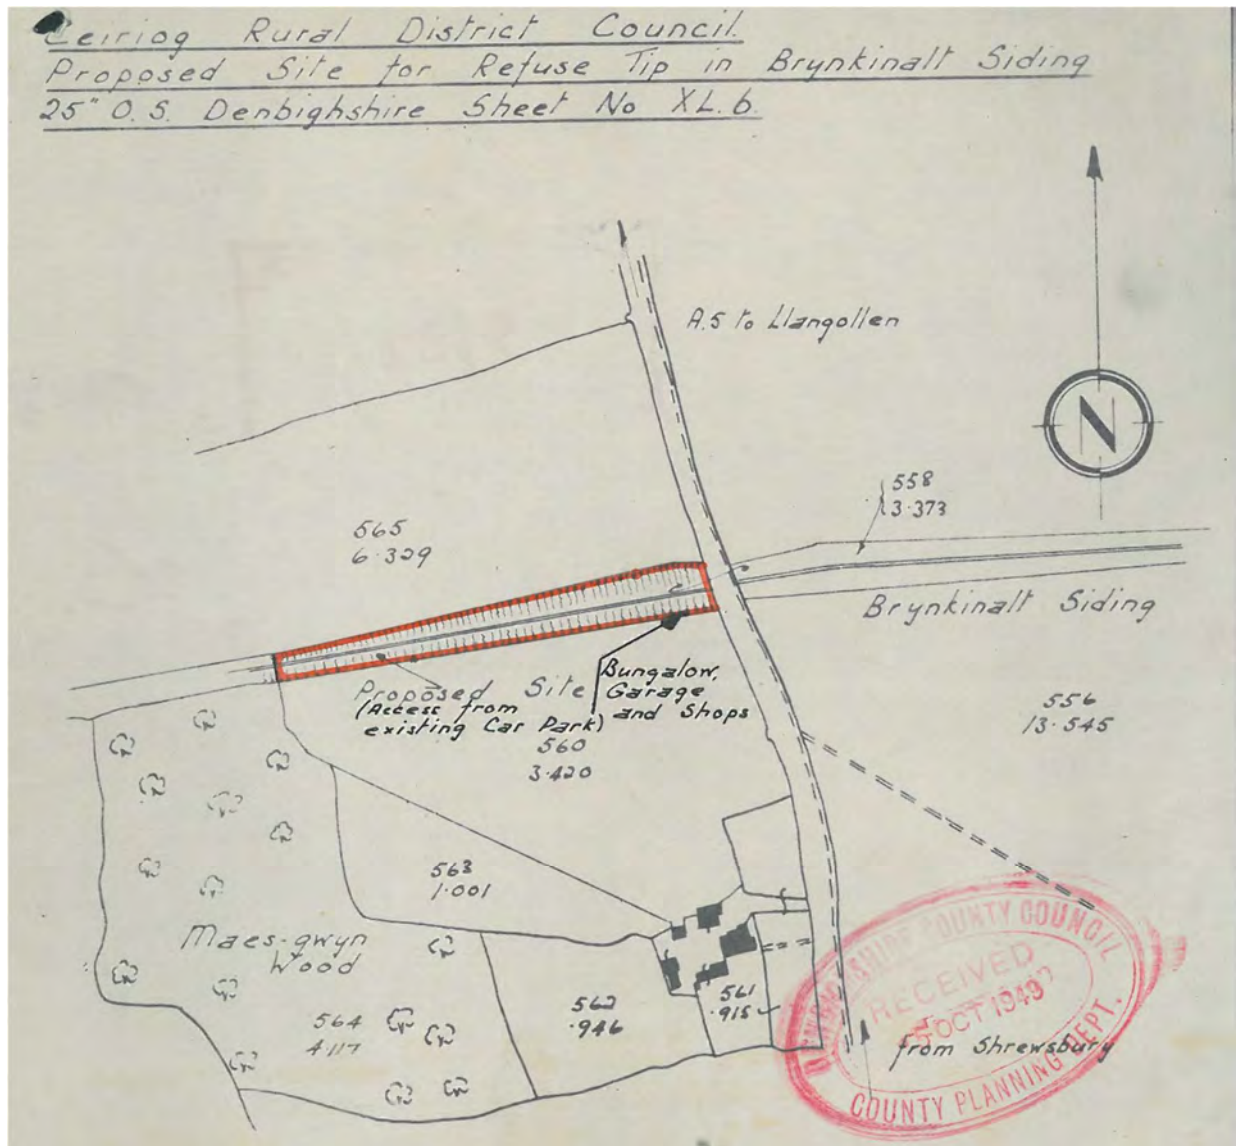 Ceiriog Rural District Council.
Proposed Site for Refuse Tip in Brynkinalt Siding
25" O.S. Denbighshire Sheet No XL.6.
A.5 to Llangollen
N
558
3.373
565
6.329
Brynkinalt Siding
Proposed Site
(Access from
existing Car Park)
Bungalow,
Garage
and Shops
560
3.420
556
13.545
563
1.001
Maes-gwyn
Wood
564
4.117
562
.946
561
.915
DENBIGHSHIRE COUNTY COUNCIL
RECEIVED
OCT 1949
COUNTY PLANNING DEPT.
from Shrewsbury